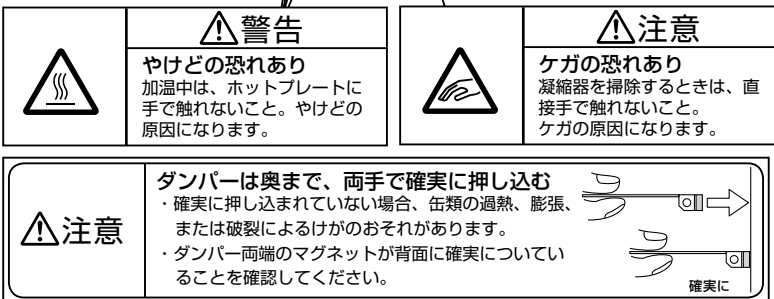 警告
やけどの恐れあり
加温中は、ホットプレートに
手で触れないこと。やけどの
原因になります。
注意
ケガの恐れあり
凝縮器を掃除するときは、直
接手で触れないこと。
ケガの原因になります。
注意
ダンパーは奥まで、両手で確実に押し込む
・確実に押し込まれていない場合、缶類の過熱、膨張、
または破裂によるけがのおそれがあります。
・ダンパー両端のマグネットが背面に確実についてい
ることを確認してください。
確実に